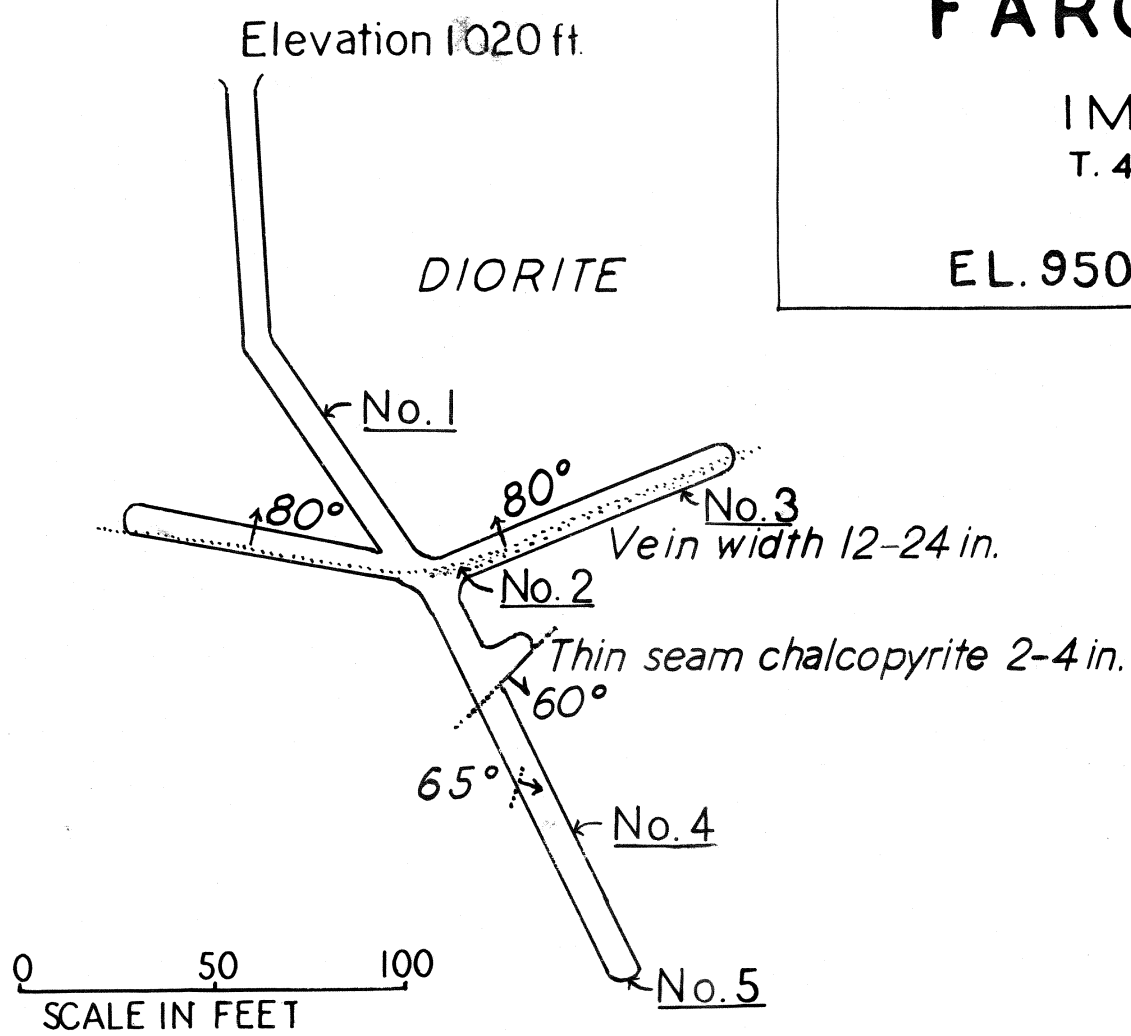 Elevation 1020 ft.
FARG
IM
T. 4
EL. 950
DIORITE
No. 1
80°
80°
No. 3
Vein width 12-24 in.
No. 2
Thin seam chalcopyrite 2-4 in.
60°
65°
No. 4
No. 5
0 50 100
SCALE IN FEET